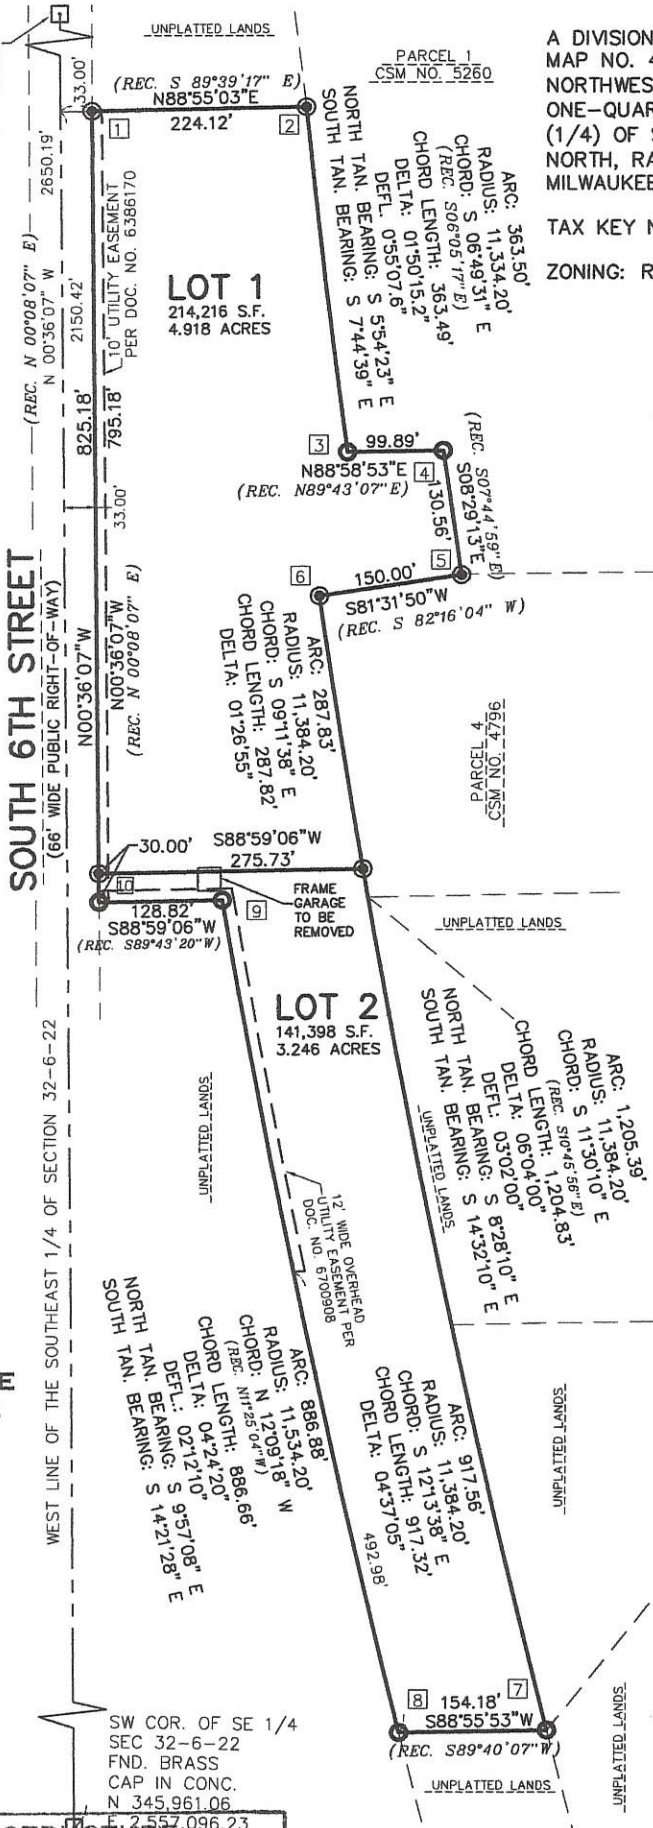 UNPLATTED LANDS
A DIVISION
MAP NO. 4
NORTHWES
ONE-QUAR
(1/4) OF S
NORTH, RA
MILWAUKEE
TAX KEY N
ZONING: R
PARCEL 1
CSM NO. 5260
33.00'
(REC. S 89°39'17" E)
N88°55'03"E
224.12'
1
2
2650.19'
(REC. N 00°08'07" E)
N 00°36'07" W
2150.42'
10' UTILITY EASEMENT
PER DOC. NO. 6386170
LOT 1
214,216 S.F.
4.918 ACRES
ARC: 363.50'
RADIUS: 11,334.20'
CHORD: S 06°49'31" E
(REC. S06°05'17"E)
CHORD LENGTH: 363.49'
DELTA: 01°50'15.2"
DEFL. 0°55'07.6"
NORTH TAN. BEARING: S 5°54'23" E
SOUTH TAN. BEARING: S 7°44'39" E
825.18'
795.18'
33.00'
3
99.89'
N88°58'53"E
(REC. N89°43'07"E)
4
(REC. S07°44'59"E)
S08°29'13"E
130.56'
5
6
150.00'
S81°31'50"W
(REC. S 82°16'04" W)
SOUTH 6TH STREET
(66' WIDE PUBLIC RIGHT-OF-WAY)
N00°36'07"W
N00°36'07"W
(REC. N 00°08'07" E)
ARC: 287.83'
RADIUS: 11,384.20'
CHORD: S 09°11'38" E
CHORD LENGTH: 287.82'
DELTA: 01°26'55"
PARCEL 4
CSM NO. 4796
30.00'
S88°59'06"W
275.73'
10
128.82'
S88°59'06"W
(REC. S89°43'20"W)
9
FRAME
GARAGE
TO BE
REMOVED
UNPLATTED LANDS
LOT 2
141,398 S.F.
3.246 ACRES
UNPLATTED LANDS
UNPLATTED LANDS
ARC: 1,205.39'
RADIUS: 11,384.20'
CHORD: S 11°30'10" E
(REC. S10°45'56"E)
CHORD LENGTH: 1,204.83'
DELTA: 06°04'00"
DEFL: 03°02'00"
NORTH TAN. BEARING: S 8°28'10" E
SOUTH TAN. BEARING: S 14°32'10" E
WEST LINE OF THE SOUTHEAST 1/4 OF SECTION 32-6-22
12' WIDE OVERHEAD
UTILITY EASEMENT PER
DOC. NO. 6700908
ARC: 886.88'
RADIUS: 11,534.20'
CHORD: N 12°09'18" W
(REC. N11°25'04"W)
CHORD LENGTH: 886.66'
DELTA: 04°24'20"
DEFL.: 02°12'10"
NORTH TAN. BEARING: S 9°57'08" E
SOUTH TAN. BEARING: S 14°21'28" E
ARC: 917.56'
RADIUS: 11,384.20'
CHORD: S 12°13'38" E
CHORD LENGTH: 917.32'
DELTA: 04°37'05"
492.98'
UNPLATTED LANDS
E
8
154.18'
7
S88°55'53"W
(REC. S89°40'07"W)
UNPLATTED LANDS
UNPLATTED LANDS
SW COR. OF SE 1/4
SEC 32-6-22
FND. BRASS
CAP IN CONC.
N 345,961.06
E 2,557,096.23